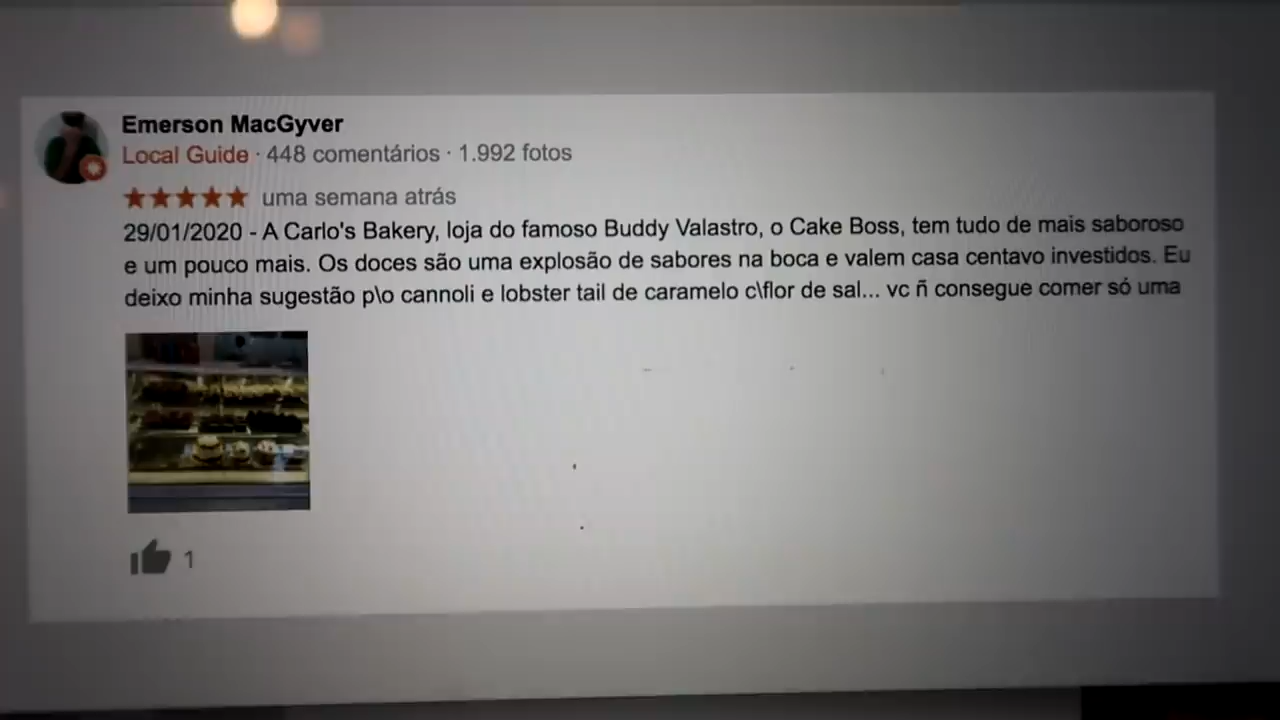 Emerson MacGyver
Local Guide · 448 comentários · 1.992 fotos
★★★★★ uma semana atrás
29/01/2020 - A Carlo's Bakery, loja do famoso Buddy Valastro, o Cake Boss, tem tudo de mais saboroso
e um pouco mais. Os doces são uma explosão de sabores na boca e valem casa centavo investidos. Eu
deixo minha sugestão p\o cannoli e lobster tail de caramelo c\flor de sal... vc ñ consegue comer só uma
1